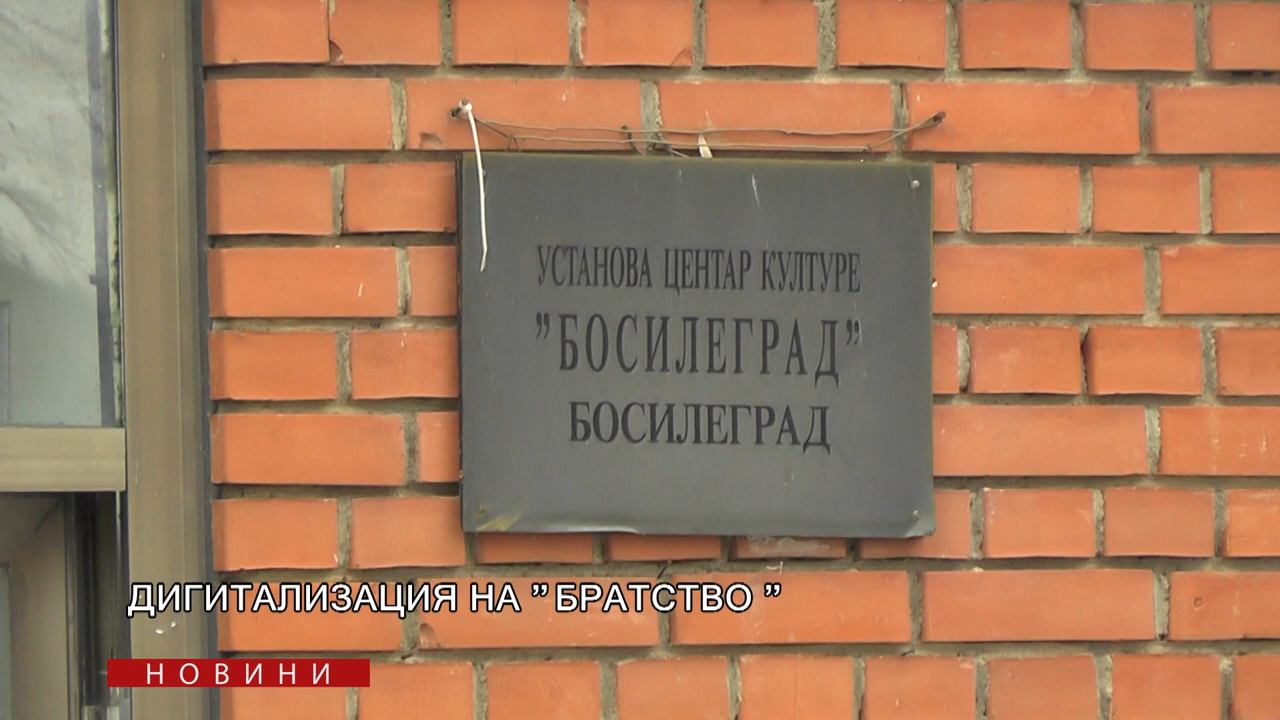 УСТАНОВА ЦЕНТАР КУЛТУРЕ
”БОСИЛЕГРАД”
БОСИЛЕГРАД
ДИГИТАЛИЗАЦИЯ НА ” БРАТСТВО ”
НОВИНИ